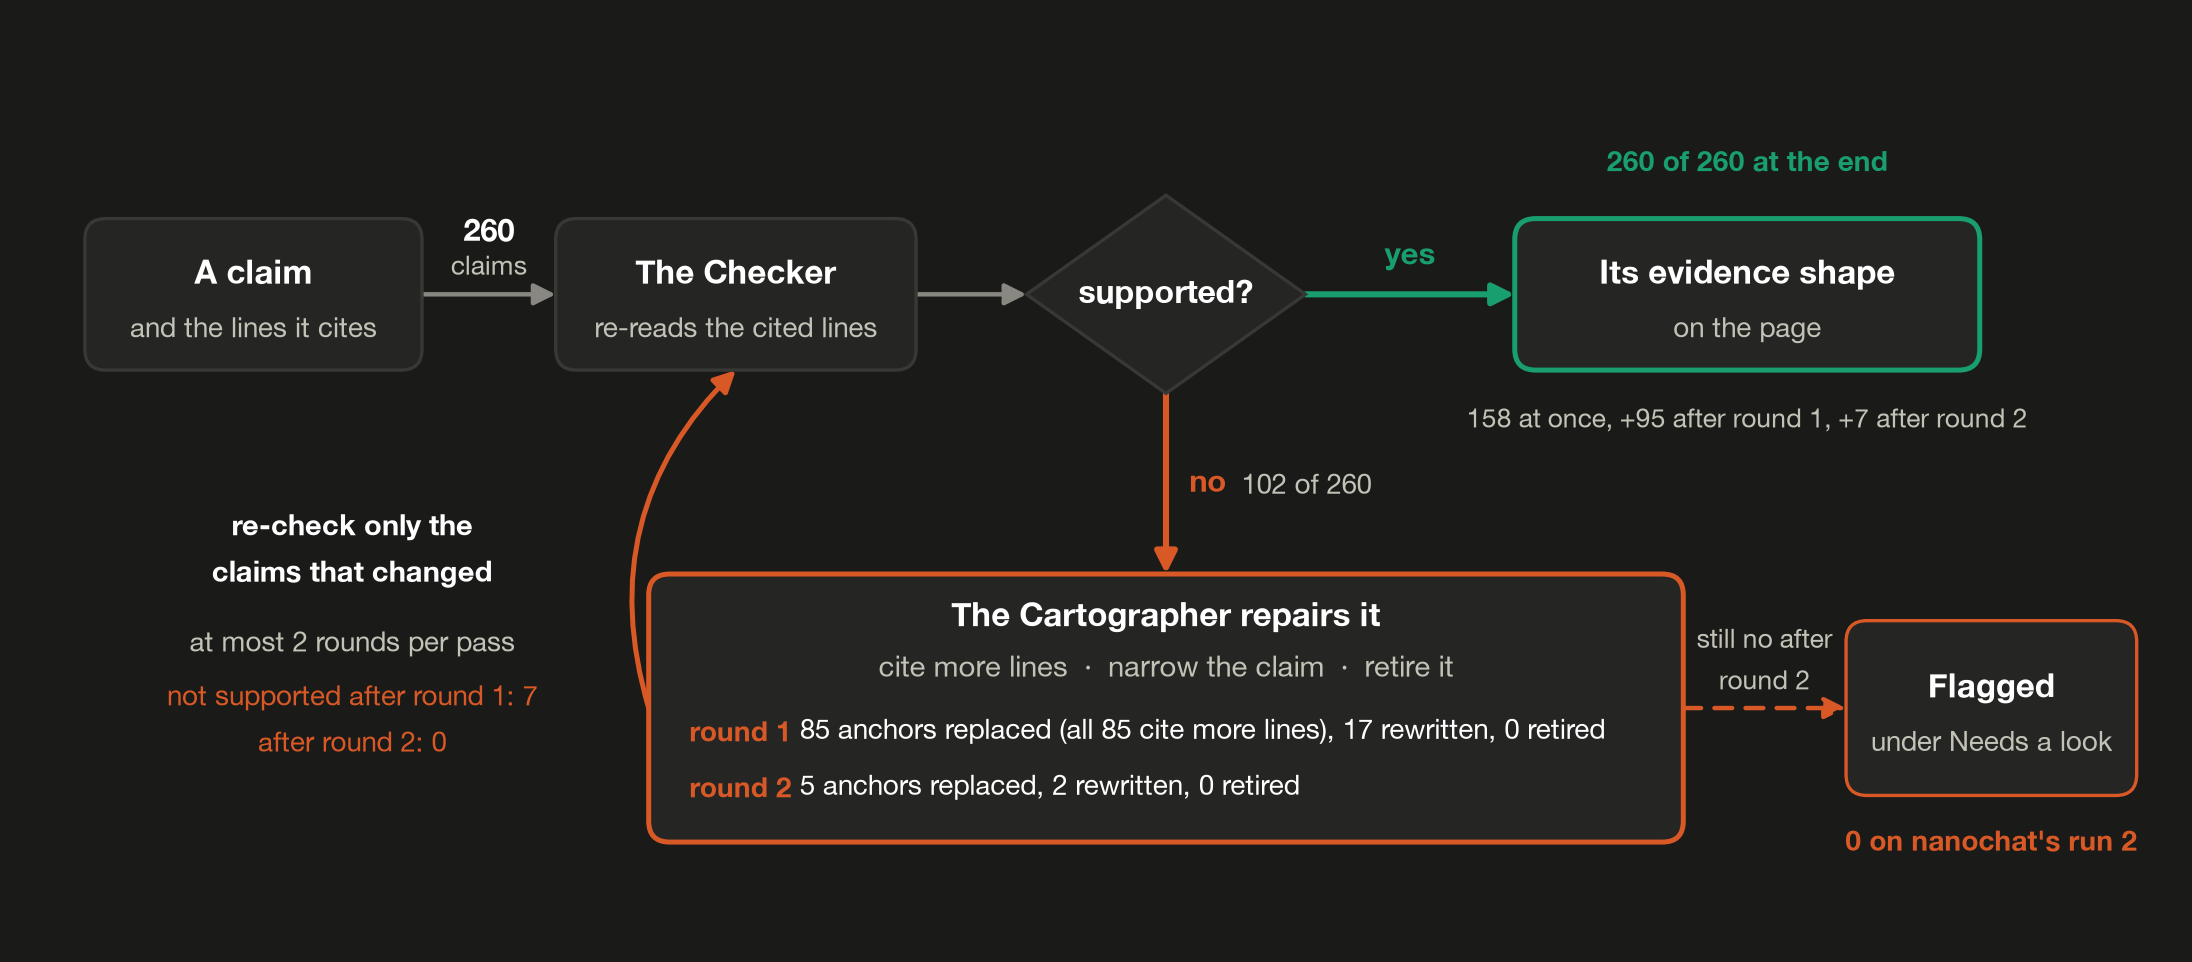 260 of 260 at the end
260
claims
A claim
and the lines it cites
The Checker
re-reads the cited lines
supported?
yes
Its evidence shape
on the page
158 at once, +95 after round 1, +7 after round 2
no 102 of 260
re-check only the
claims that changed
at most 2 rounds per pass
not supported after round 1: 7
after round 2: 0
The Cartographer repairs it
cite more lines · narrow the claim · retire it
round 1 85 anchors replaced (all 85 cite more lines), 17 rewritten, 0 retired
round 2 5 anchors replaced, 2 rewritten, 0 retired
still no after
round 2
Flagged
under Needs a look
0 on nanochat's run 2